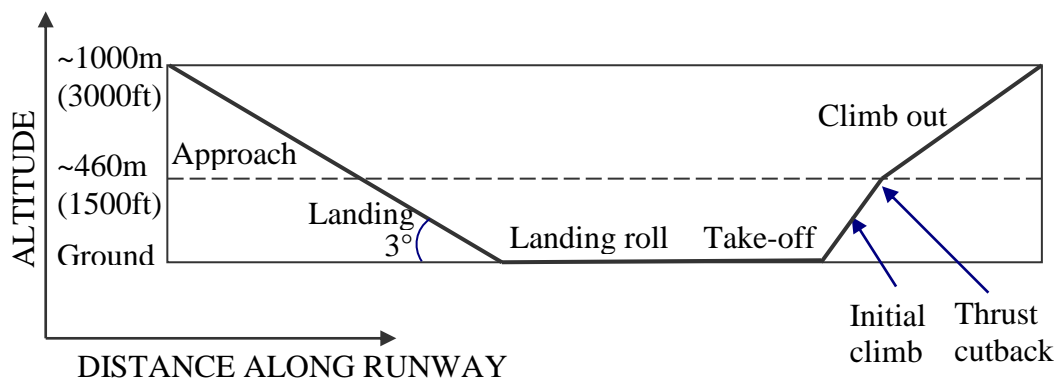 ALTITUDE
~1000m
(3000ft)
Approach
~460m
(1500ft)
Landing
3°
Ground
Landing roll
Take-off
Climb out
Initial
climb
Thrust
cutback
DISTANCE ALONG RUNWAY